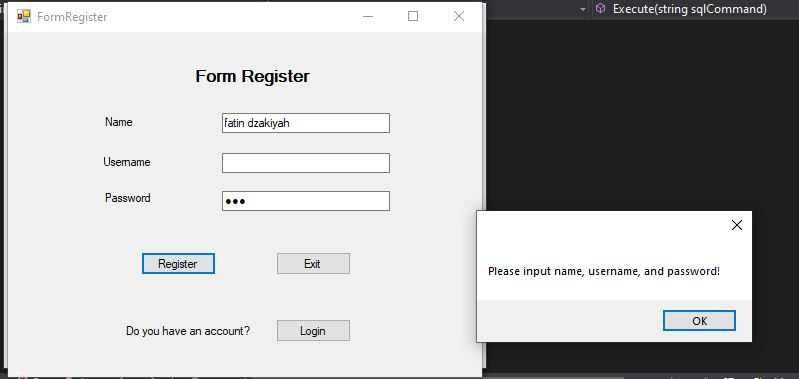 FormRegister
Execute(string sqlCommand)
Form Register
Name
fatin dzakiyah
Username
Password
●●●
Please input name, username, and password!
Register
Exit
OK
Do you have an account?
Login